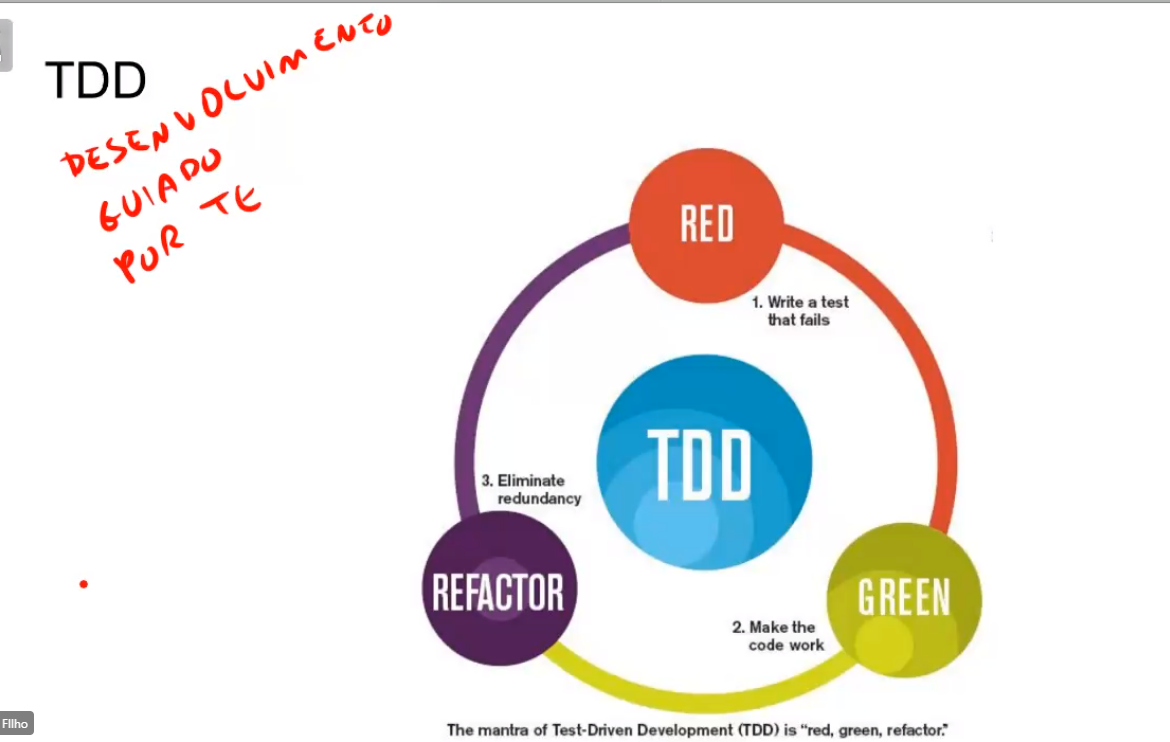 TDD
DESENVOLVIMENTO
GUIADO
POR TE
RED
1. Write a test
that fails
TDD
3. Eliminate
redundancy
REFACTOR
GREEN
2. Make the
code work
FIlho
The mantra of Test-Driven Development (TDD) is “red, green, refactor.”